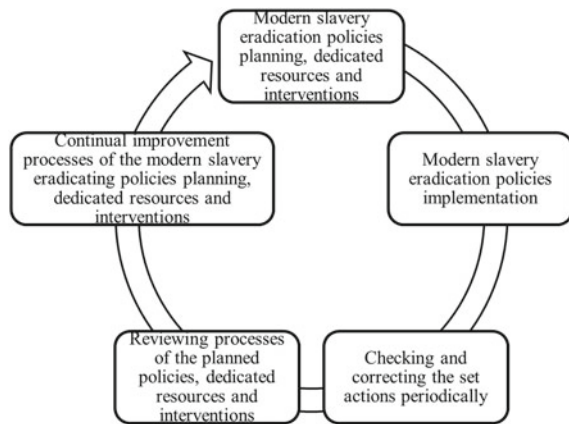 Modern slavery
eradication policies
planning, dedicated
resources and
interventions
Modern slavery
eradication policies
implementation
Checking and
correcting the set
actions periodically
Reviewing processes
of the planned
policies, dedicated
resources and
interventions
Continual improvement
processes of the modern slavery
eradicating policies planning,
dedicated resources and
interventions